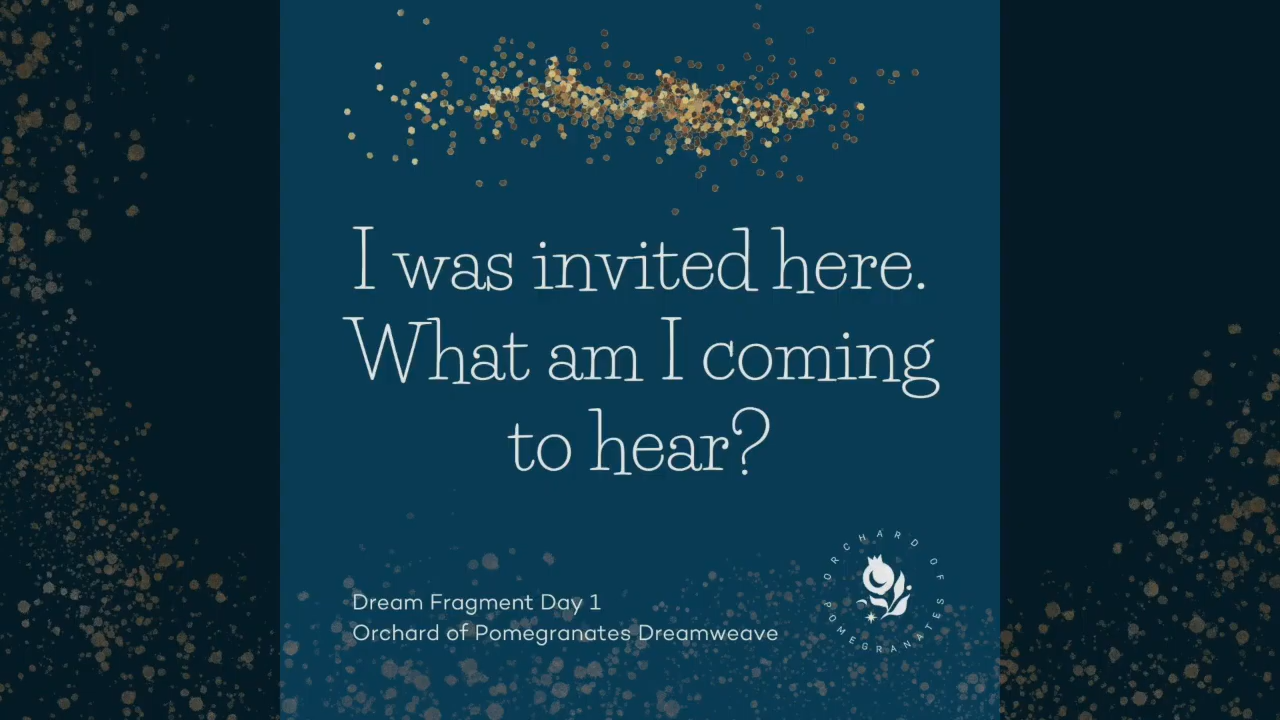 I was invited here.
What am I coming
to hear?
Dream Fragment Day 1
Orchard of Pomegranates Dreamweave
ORCHARD OF
POMEGRANATES